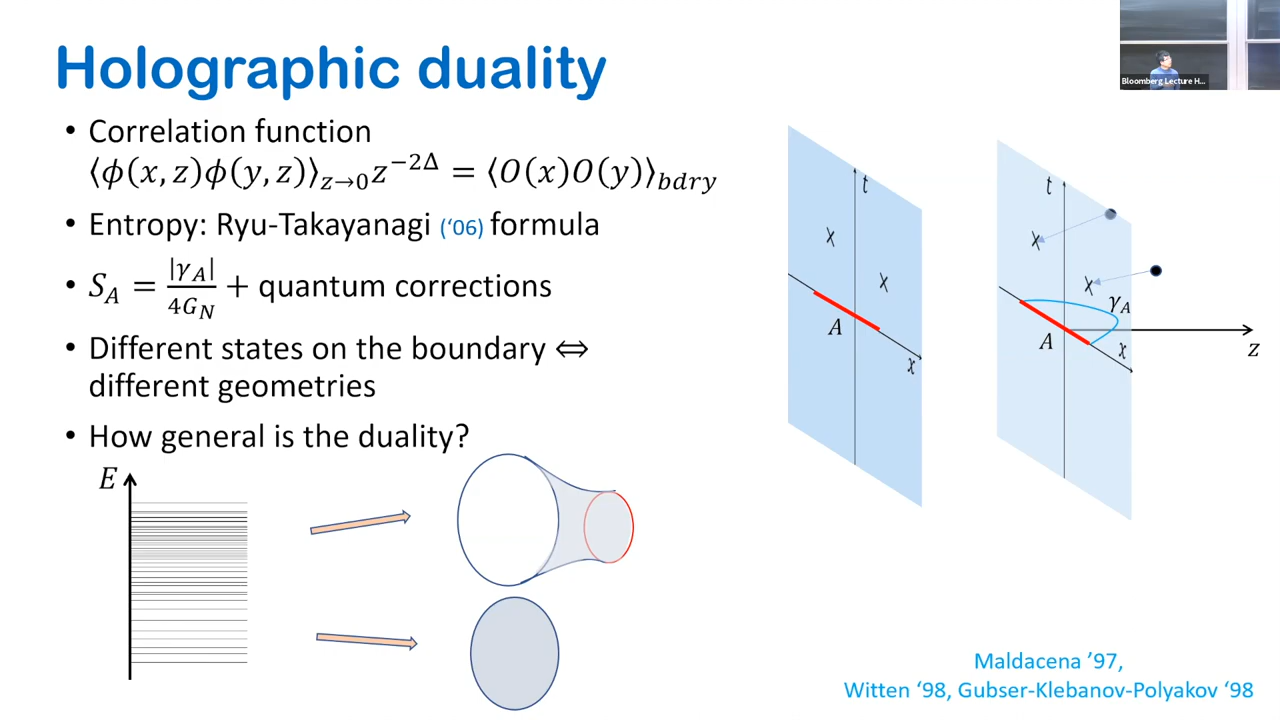 Holographic duality
Bloomberg Lecture H...
• Correlation function
⟨ϕ(x, z)ϕ(y, z)⟩_{z→0} z^{−2Δ} = ⟨O(x)O(y)⟩_{bdry}
• Entropy: Ryu-Takayanagi (‘06) formula
• S_A = |γ_A| / 4G_N + quantum corrections
• Different states on the boundary ⇔
different geometries
• How general is the duality?
E
t
A
x
t
γ_A
A
x
z
Maldacena ’97,
Witten ‘98, Gubser-Klebanov-Polyakov ‘98